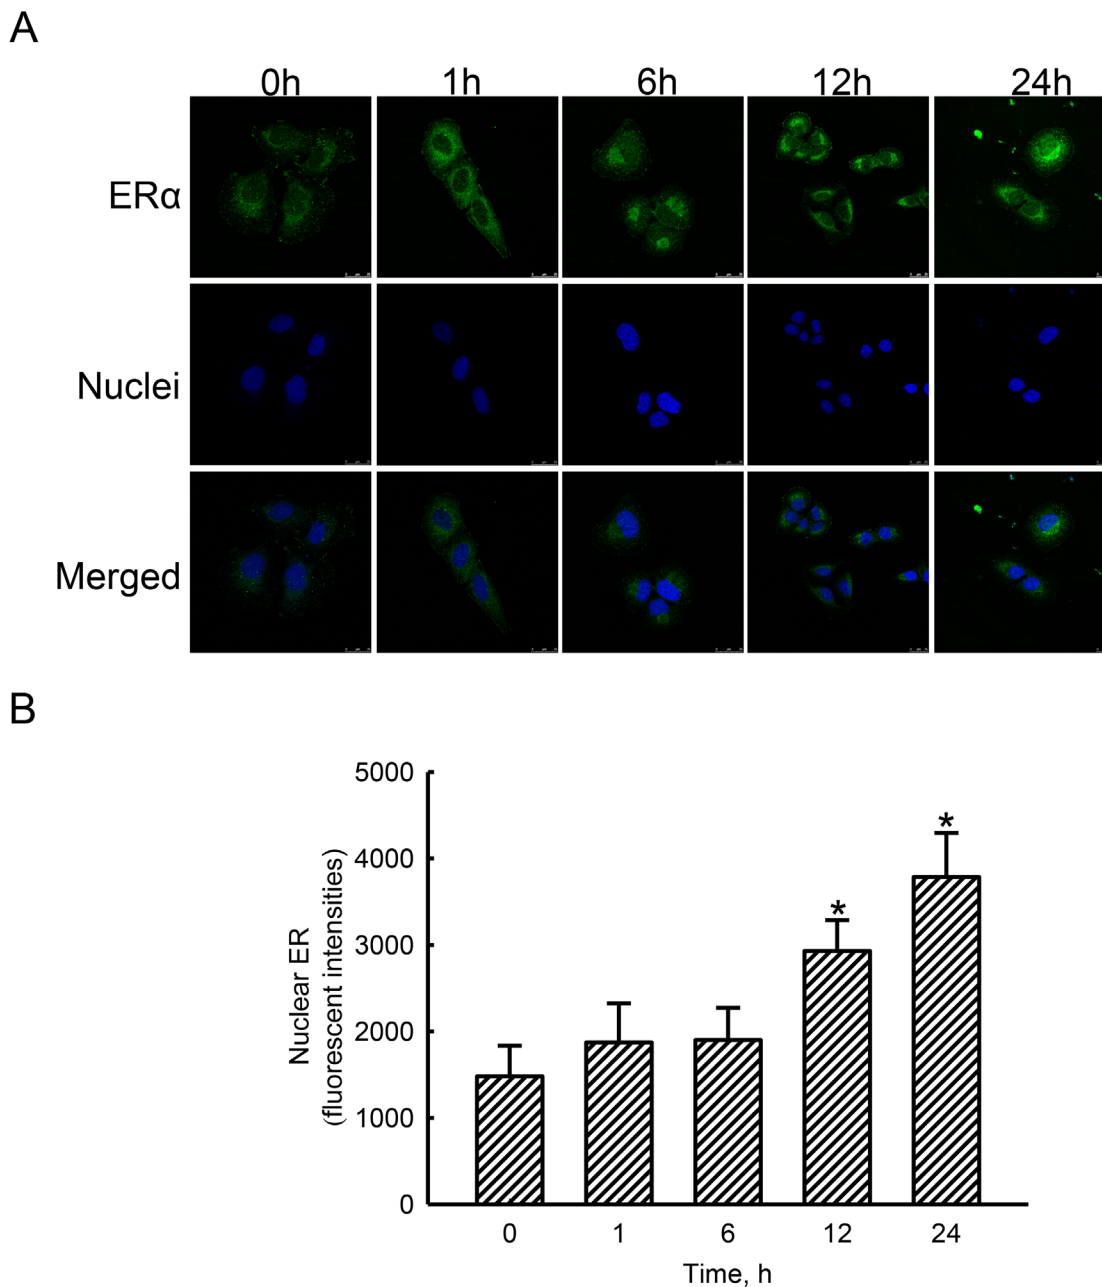 A
0h 1h 6h 12h 24h
ERα
Nuclei
Merged
B
5000
4000
3000
2000
1000
0
Nuclear ER
(fluorescent intensities)
* *
0 1 6 12 24
Time, h